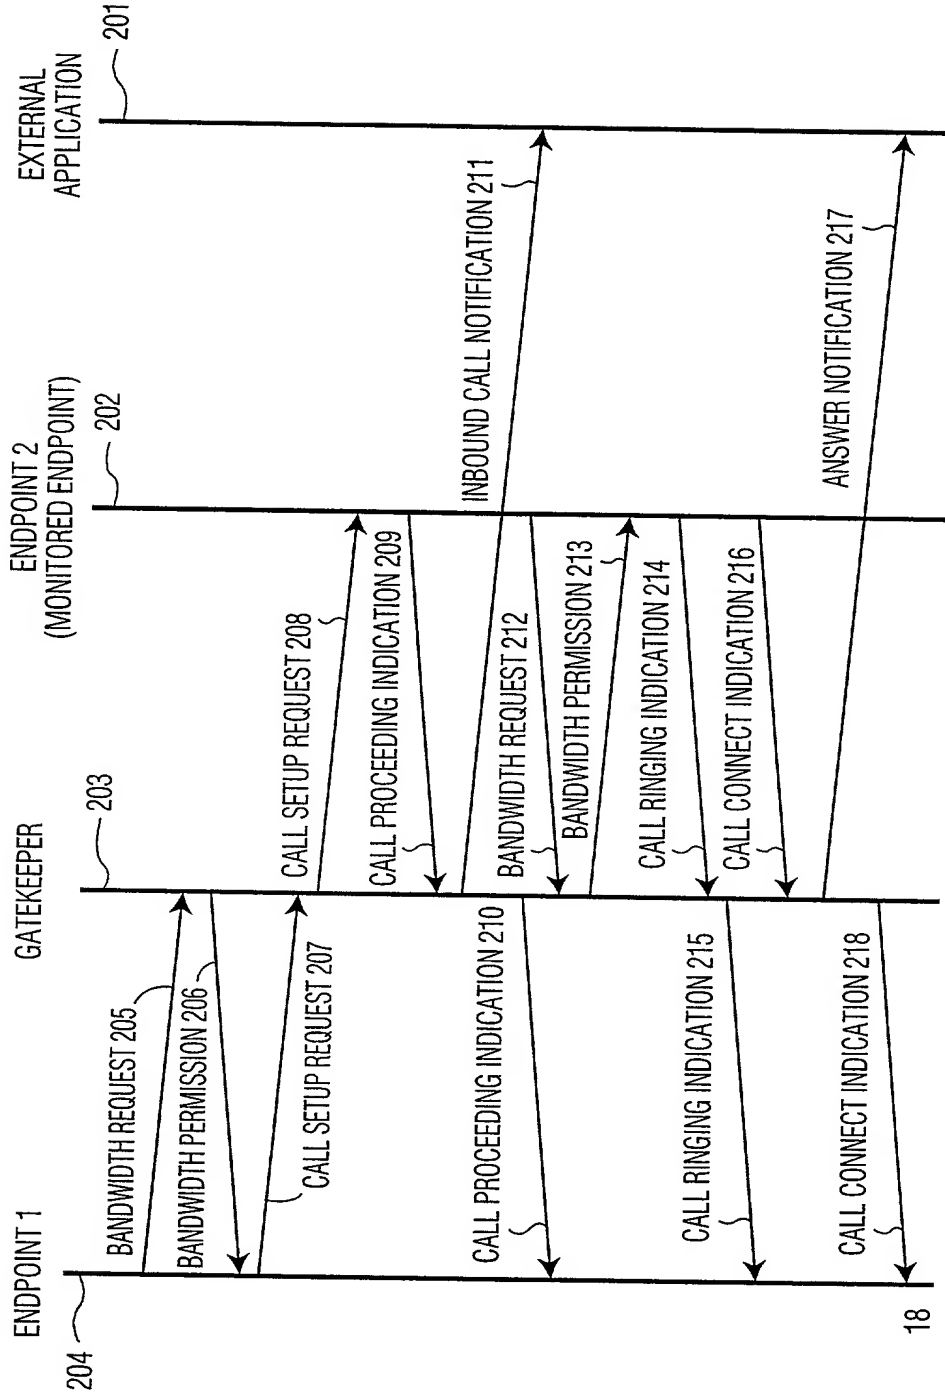 ENDPOINT 1
204
GATEKEEPER
203
ENDPOINT 2
(MONITORED ENDPOINT)
202
EXTERNAL
APPLICATION
201
BANDWIDTH REQUEST 205
BANDWIDTH PERMISSION 206
CALL SETUP REQUEST 207
CALL SETUP REQUEST 208
CALL PROCEEDING INDICATION 209
CALL PROCEEDING INDICATION 210
INBOUND CALL NOTIFICATION 211
BANDWIDTH REQUEST 212
BANDWIDTH PERMISSION 213
CALL RINGING INDICATION 214
CALL RINGING INDICATION 215
CALL CONNECT INDICATION 216
ANSWER NOTIFICATION 217
CALL CONNECT INDICATION 218
18